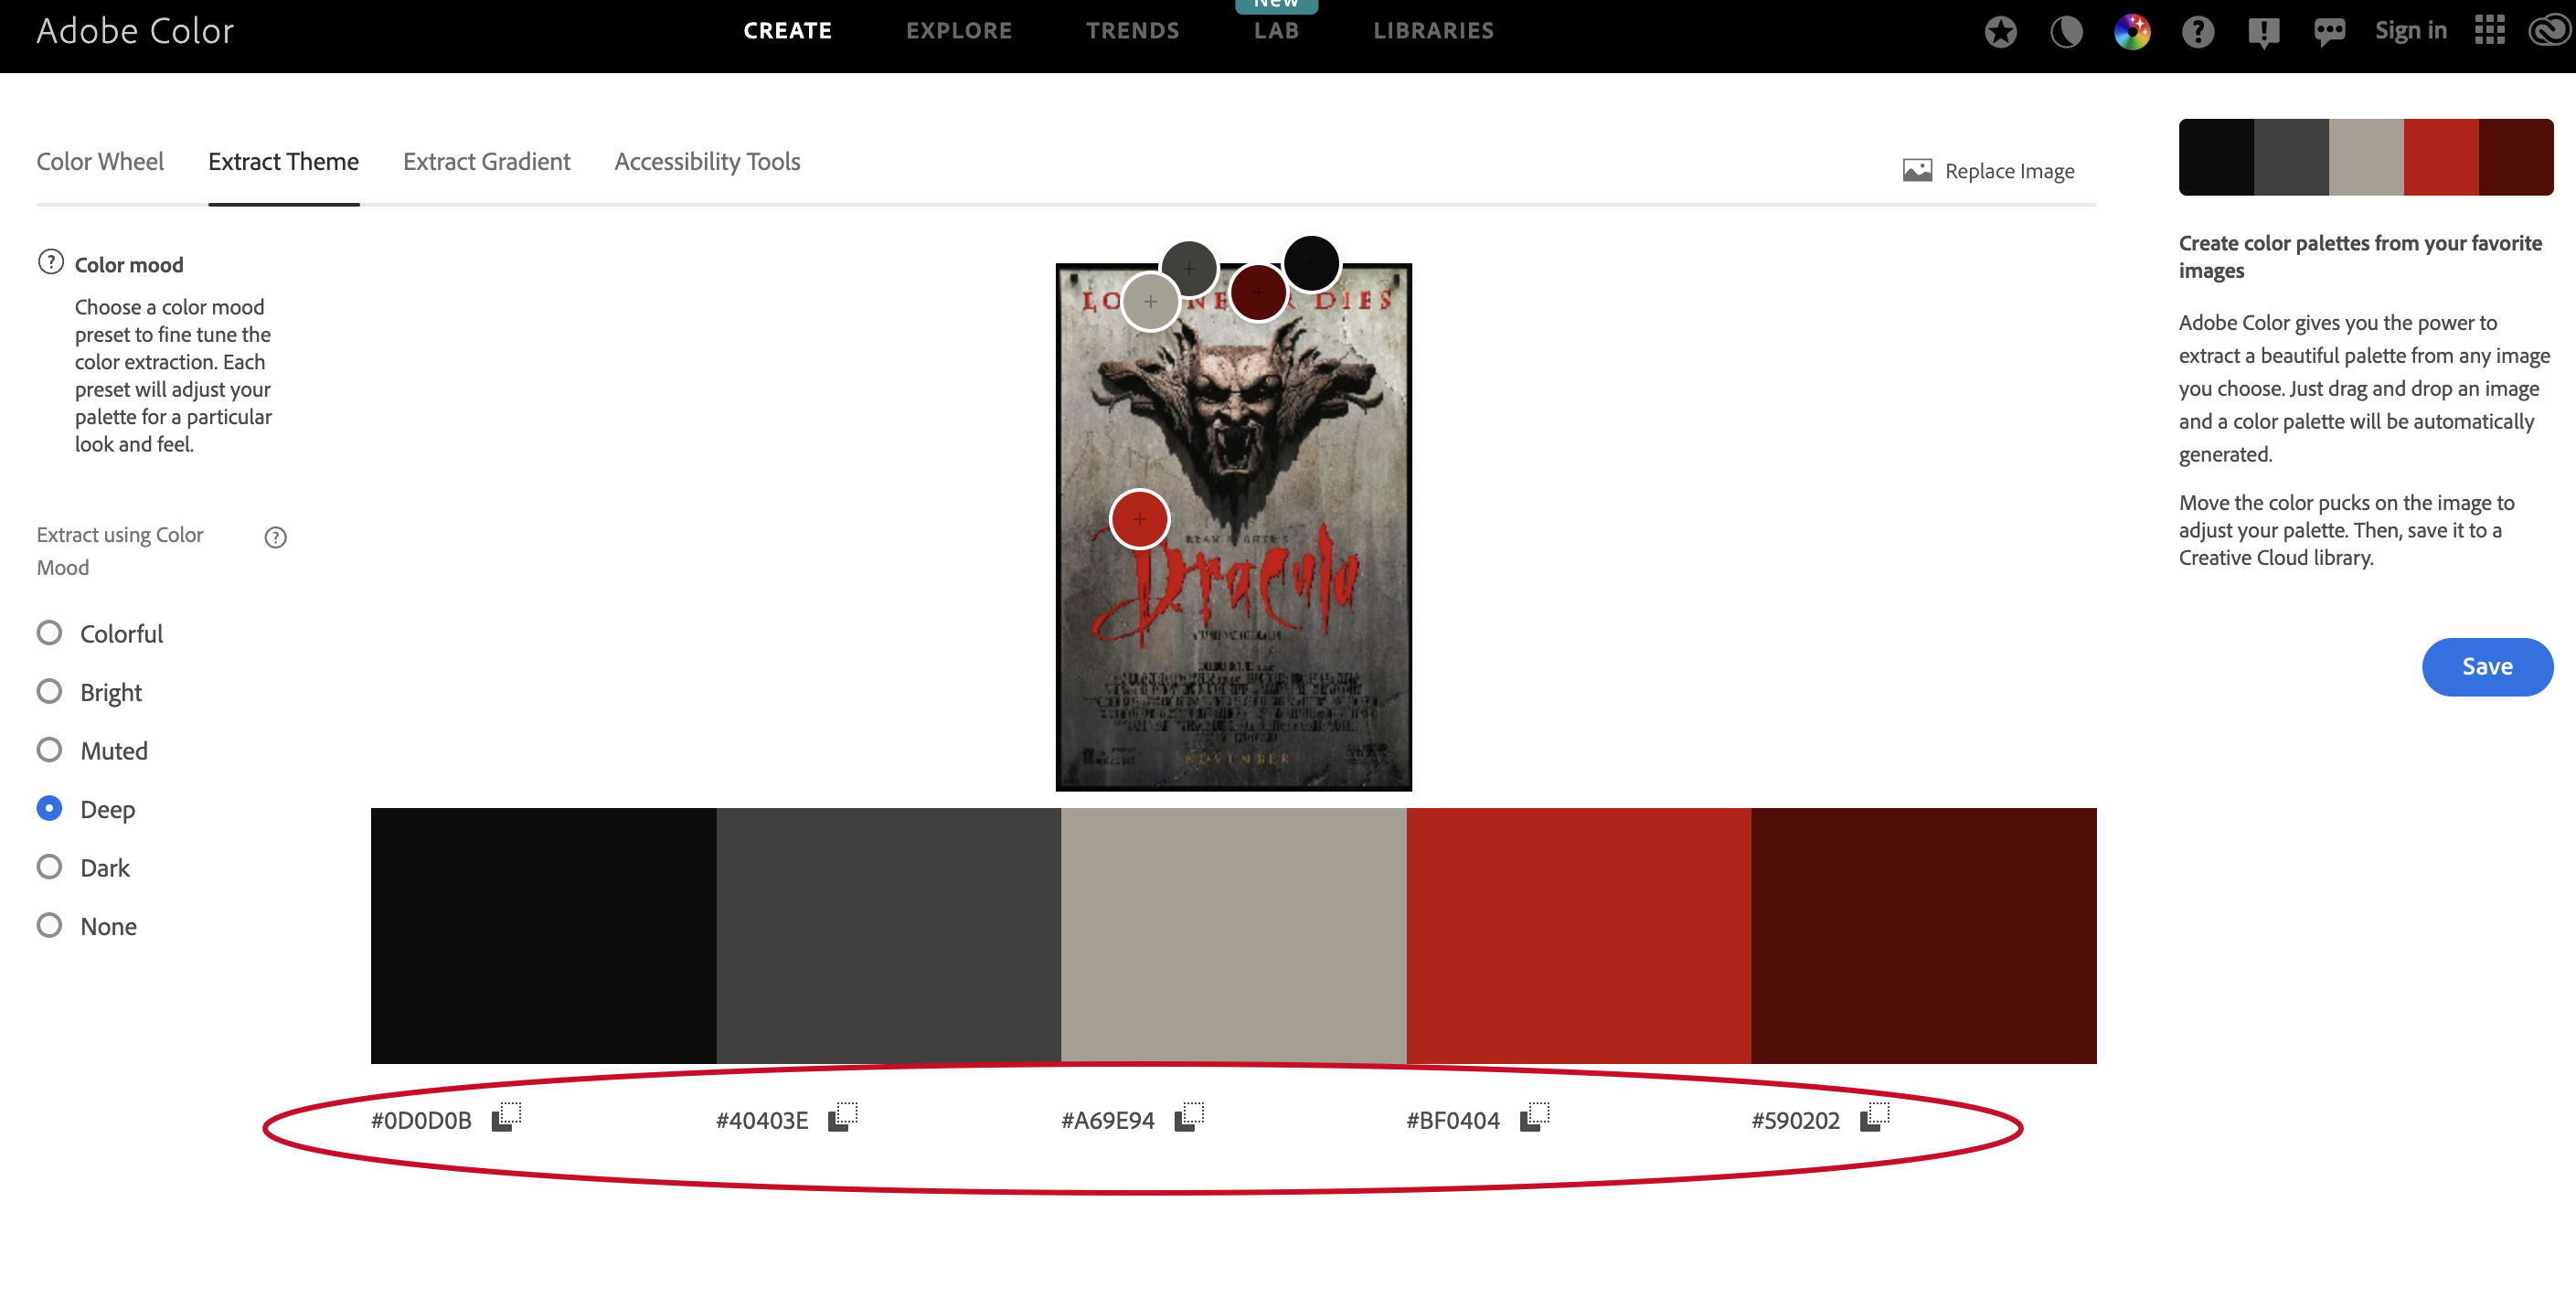 Adobe Color
CREATE
EXPLORE
TRENDS
New
LAB
LIBRARIES
Sign in
Color Wheel
Extract Theme
Extract Gradient
Accessibility Tools
Replace Image
Color mood
Choose a color mood
preset to fine tune the
color extraction. Each
preset will adjust your
palette for a particular
look and feel.
Extract using Color
Mood
Colorful
Bright
Muted
Deep
Dark
None
LO NE R DIES
Dracula
NOVEMBER
#0D0D0B
#40403E
#A69E94
#BF0404
#590202
Create color palettes from your favorite
images
Adobe Color gives you the power to
extract a beautiful palette from any image
you choose. Just drag and drop an image
and a color palette will be automatically
generated.
Move the color pucks on the image to
adjust your palette. Then, save it to a
Creative Cloud library.
Save